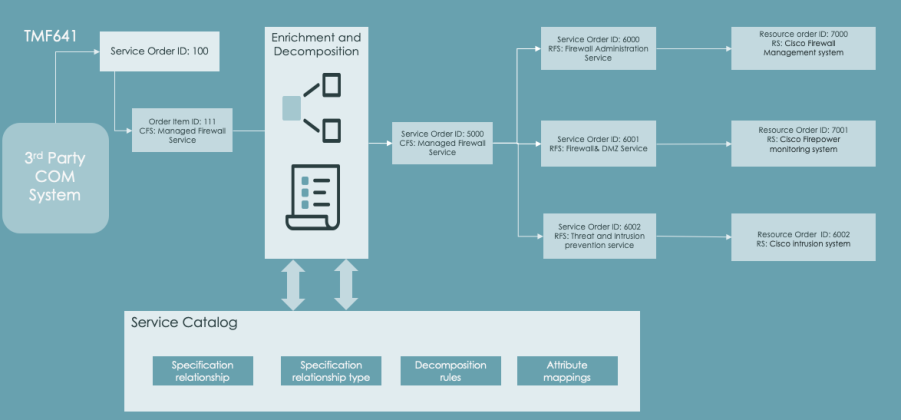 TMF641
Service Order ID: 100
Order Item ID: 111
CFS: Managed Firewall
Service
3rd Party
COM
System
Enrichment and
Decomposition
Service Order ID: 5000
CFS: Managed Firewall
Service
Service Order ID: 6000
RFS: Firewall Administration
Service
Resource order ID: 7000
RS: Cisco Firewall
Management system
Service Order ID: 6001
RFS: Firewall& DMZ Service
Resource Order ID: 7001
RS: Cisco Firepower
monitoring system
Service Order ID: 6002
RFS: Threat and Intrusion
prevention service
Resource Order ID: 6002
RS: Cisco intrusion system
Service Catalog
Specification
relationship
Specification
relationship type
Decomposition
rules
Attribute
mappings